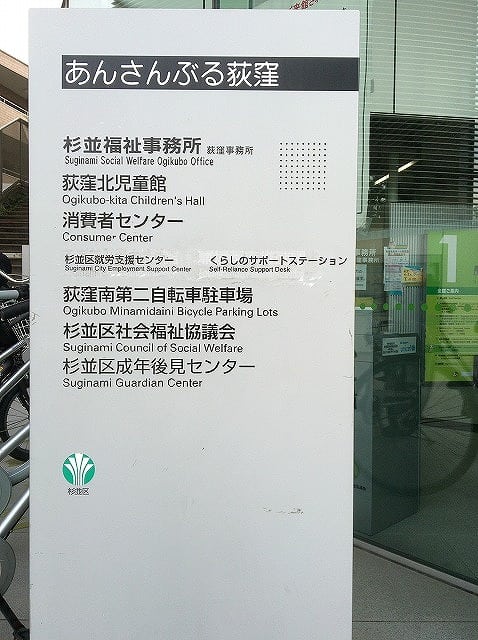 あんさんぶる荻窪
杉並福祉事務所 荻窪事務所
Suginami Social Welfare Ogikubo Office
荻窪北児童館
Ogikubo-kita Children's Hall
消費者センター
Consumer Center
杉並区就労支援センター くらしのサポートステーション
Suginami City Employment Support Center Self-Reliance Support Desk
荻窪南第二自転車駐車場
Ogikubo Minamidaini Bicycle Parking Lots
杉並区社会福祉協議会
Suginami Council of Social Welfare
杉並区成年後見センター
Suginami Guardian Center
杉並区
1